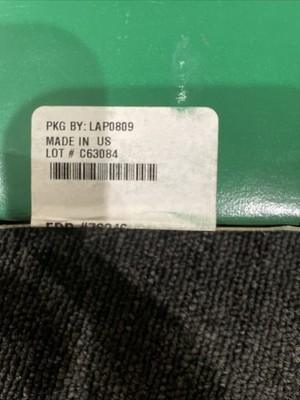 PKG BY: LAP0809
MADE IN US
LOT # C63084